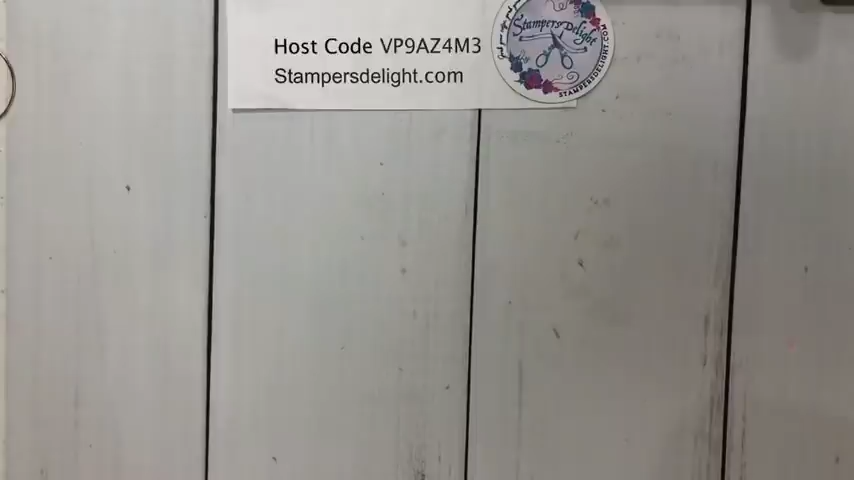 Host Code VP9AZ4M3
Stampersdelight.com
Stampers Delight
STAMPERSDELIGHT.COM